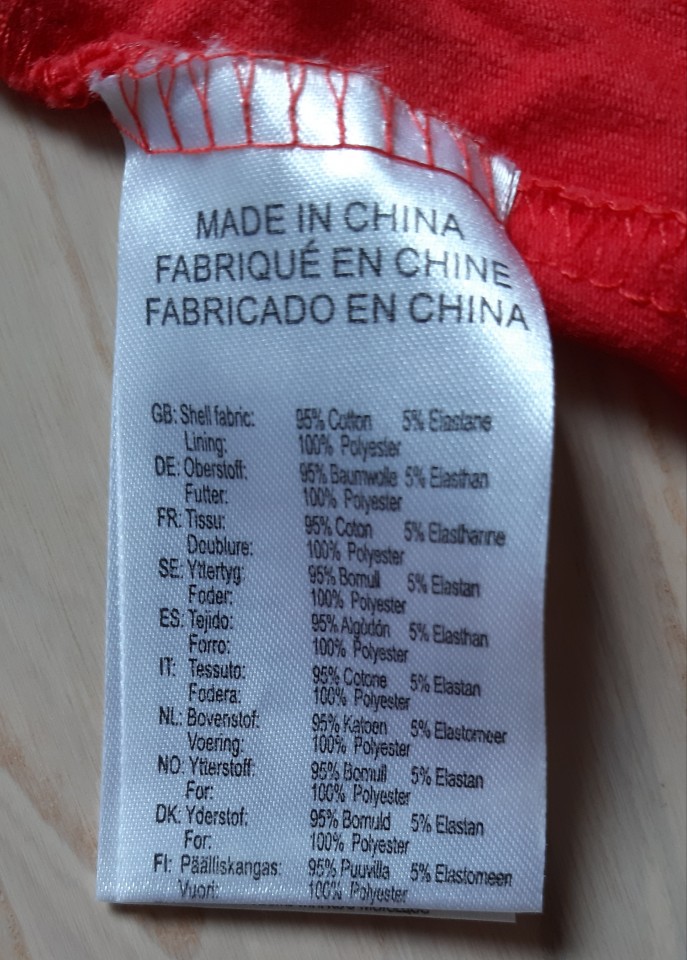 MADE IN CHINA
FABRIQUÉ EN CHINE
FABRICADO EN CHINA
GB: Shell fabric: 95% Cotton 5% Elastane
Lining: 100% Polyester
DE: Oberstoff: 95% Baumwolle 5% Elasthan
Futter: 100% Polyester
FR: Tissu: 95% Coton 5% Elasthanne
Doublure: 100% Polyester
SE: Yttertyg: 95% Bomull 5% Elastan
Foder: 100% Polyester
ES: Tejido: 95% Algodón 5% Elasthan
Forro: 100% Polyester
IT: Tessuto: 95% Cotone 5% Elastan
Fodera: 100% Polyester
NL: Bovenstof: 95% Katoen 5% Elastomeer
Voering: 100% Polyester
NO: Ytterstoff: 95% Bomull 5% Elastan
For: 100% Polyester
DK: Yderstof: 95% Bomuld 5% Elastan
For: 100% Polyester
FI: Päälliskangas: 95% Puuvilla 5% Elastomeen
Vuori: 100% Polyester